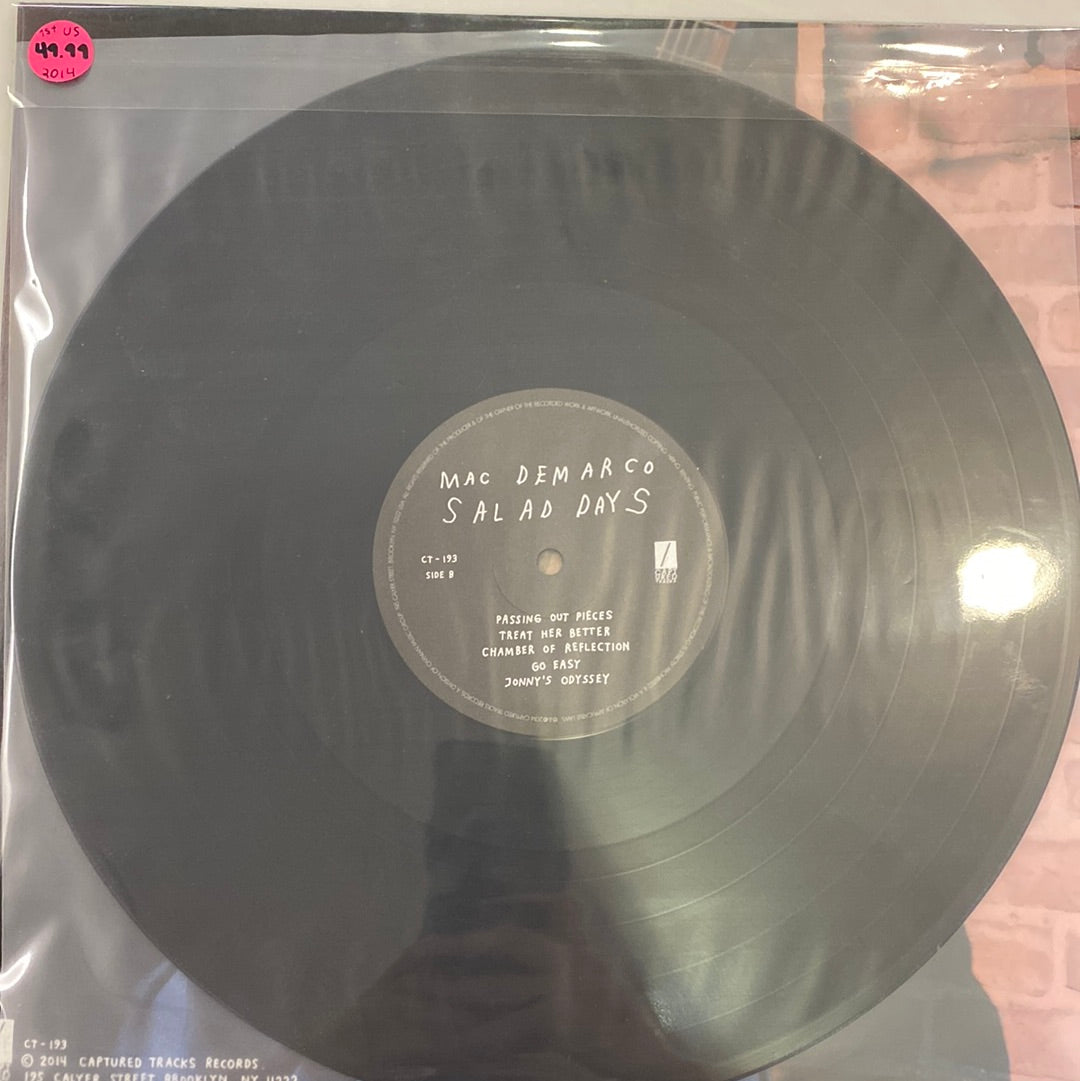 1st US
49.99
2014
MAC DEMARCO
SALAD DAYS
CT-193
SIDE B
PASSING OUT PIECES
TREAT HER BETTER
CHAMBER OF REFLECTION
GO EASY
JONNY'S ODYSSEY
CT-193
© 2014 CAPTURED TRACKS RECORDS
195 CALYER STREET BROOKLYN, NY 11222